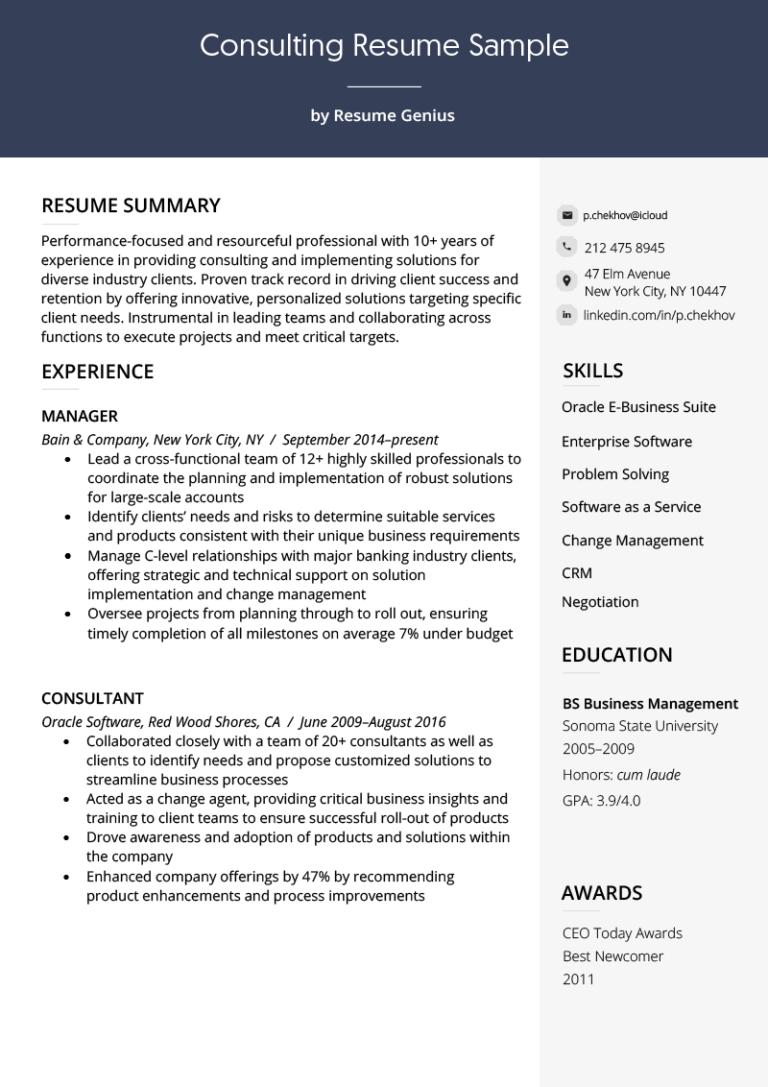 Consulting Resume Sample
by Resume Genius
RESUME SUMMARY
Performance-focused and resourceful professional with 10+ years of
experience in providing consulting and implementing solutions for
diverse industry clients. Proven track record in driving client success and
retention by offering innovative, personalized solutions targeting specific
client needs. Instrumental in leading teams and collaborating across
functions to execute projects and meet critical targets.
EXPERIENCE
MANAGER
Bain & Company, New York City, NY / September 2014–present
• Lead a cross-functional team of 12+ highly skilled professionals to
coordinate the planning and implementation of robust solutions
for large-scale accounts
• Identify clients’ needs and risks to determine suitable services
and products consistent with their unique business requirements
• Manage C-level relationships with major banking industry clients,
offering strategic and technical support on solution
implementation and change management
• Oversee projects from planning through to roll out, ensuring
timely completion of all milestones on average 7% under budget
CONSULTANT
Oracle Software, Red Wood Shores, CA / June 2009–August 2016
• Collaborated closely with a team of 20+ consultants as well as
clients to identify needs and propose customized solutions to
streamline business processes
• Acted as a change agent, providing critical business insights and
training to client teams to ensure successful roll-out of products
• Drove awareness and adoption of products and solutions within
the company
• Enhanced company offerings by 47% by recommending
product enhancements and process improvements
p.chekhov@icloud
212 475 8945
47 Elm Avenue
New York City, NY 10447
in linkedin.com/in/p.chekhov
SKILLS
Oracle E-Business Suite
Enterprise Software
Problem Solving
Software as a Service
Change Management
CRM
Negotiation
EDUCATION
BS Business Management
Sonoma State University
2005–2009
Honors: cum laude
GPA: 3.9/4.0
AWARDS
CEO Today Awards
Best Newcomer
2011